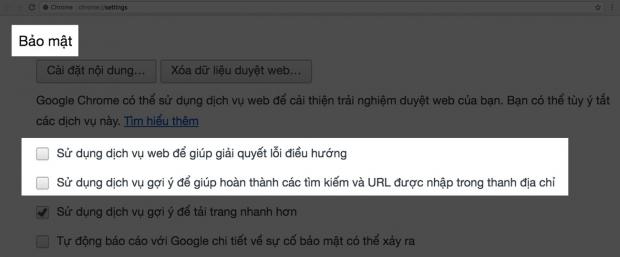 Chrome | chrome://settings
Bảo mật
Cài đặt nội dung... Xóa dữ liệu duyệt web...
Google Chrome có thể sử dụng dịch vụ web để cải thiện trải nghiệm duyệt web của bạn. Bạn có thể tùy ý tắt
các dịch vụ này. Tìm hiểu thêm
Sử dụng dịch vụ web để giúp giải quyết lỗi điều hướng
Sử dụng dịch vụ gợi ý để giúp hoàn thành các tìm kiếm và URL được nhập trong thanh địa chỉ
Sử dụng dịch vụ gợi ý để tải trang nhanh hơn
Tự động báo cáo với Google chi tiết về sự cố bảo mật có thể xảy ra